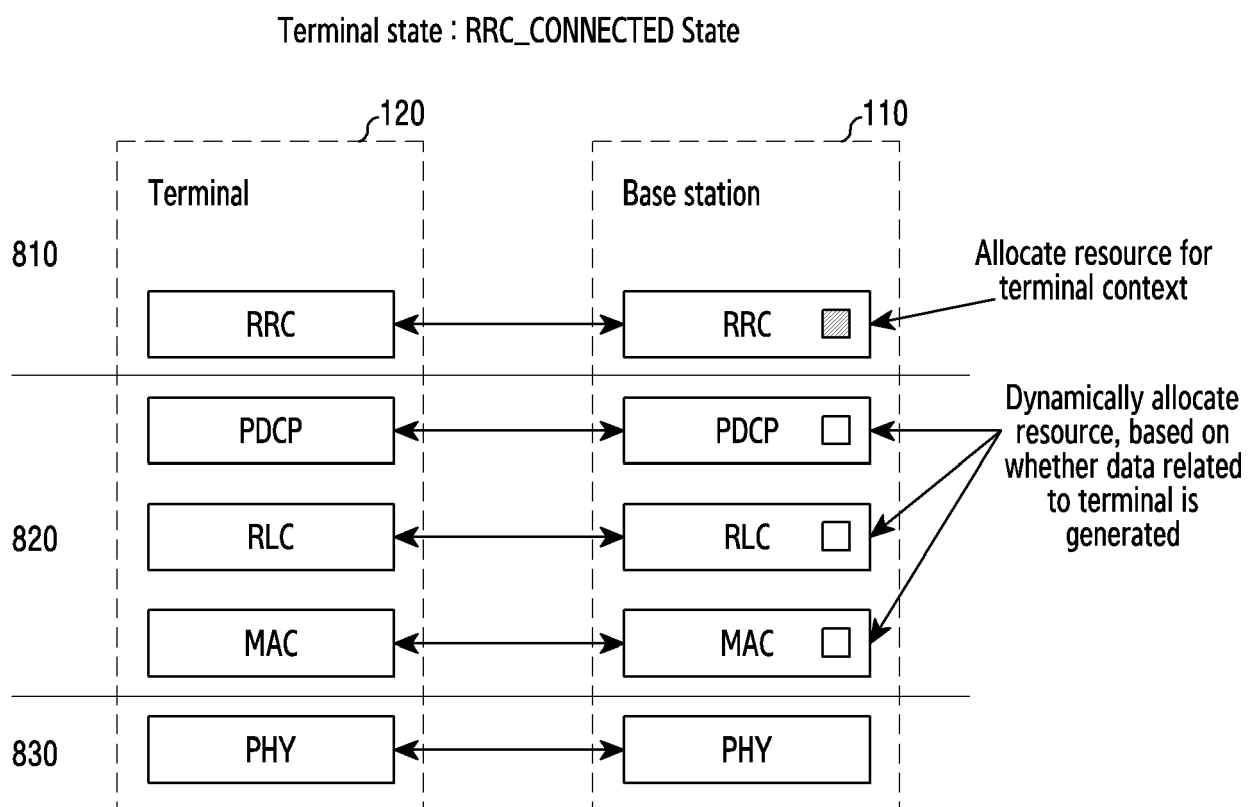 Terminal state : RRC_CONNECTED State
120
110
Terminal
Base station
810
Allocate resource for
terminal context
RRC
RRC
PDCP
PDCP
Dynamically allocate
resource, based on
whether data related
to terminal is
generated
820
RLC
RLC
MAC
MAC
830
PHY
PHY